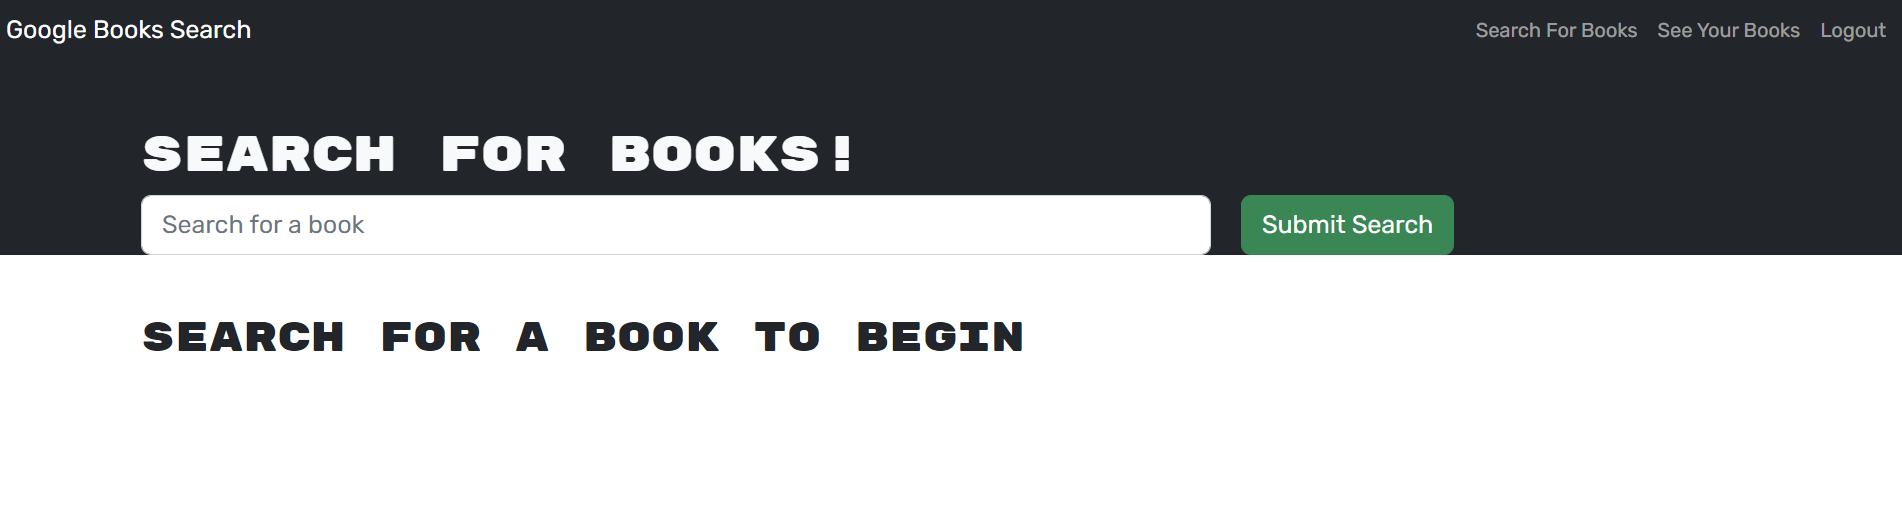 Google Books Search
Search For Books See Your Books Logout
SEARCH FOR BOOKS!
Search for a book
Submit Search
SEARCH FOR A BOOK TO BEGIN